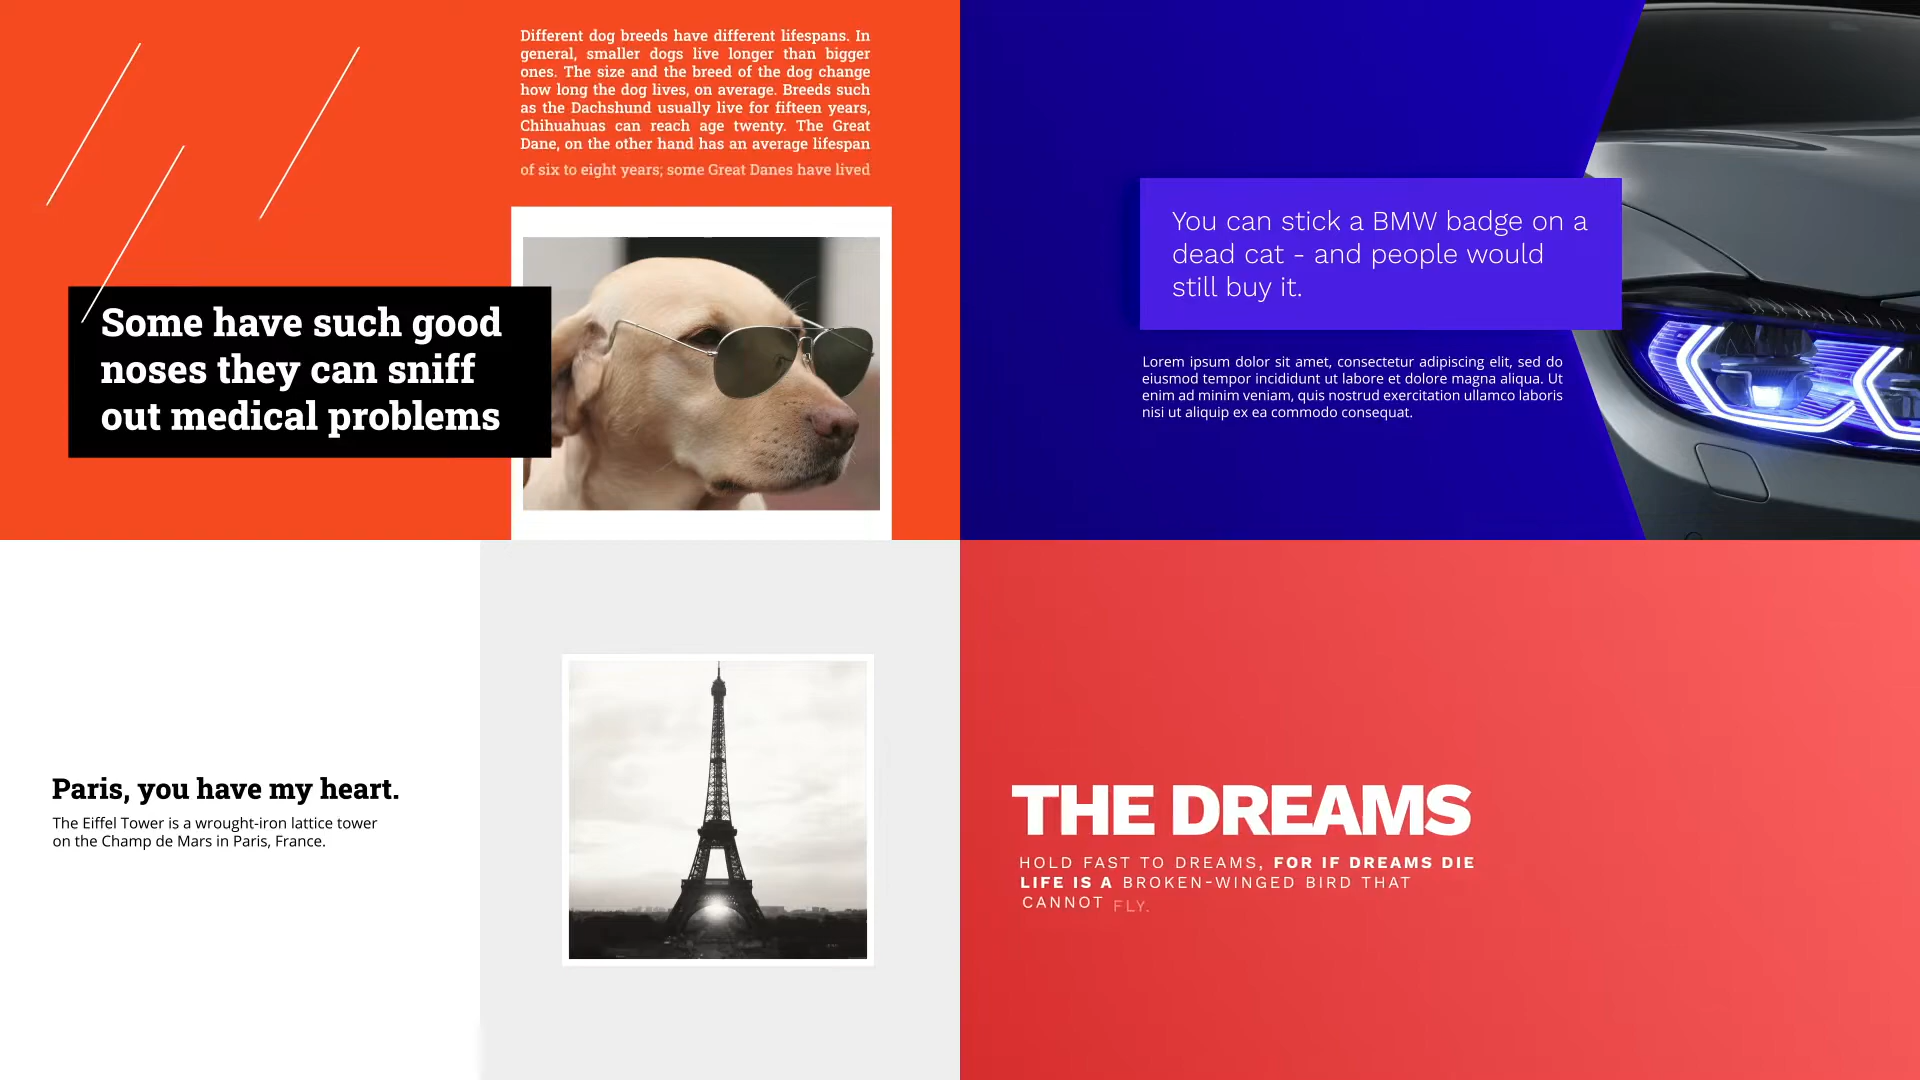 Different dog breeds have different lifespans. In
general, smaller dogs live longer than bigger
ones. The size and the breed of the dog change
how long the dog lives, on average. Breeds such
as the Dachshund usually live for fifteen years,
Chihuahuas can reach age twenty. The Great
Dane, on the other hand has an average lifespan
of six to eight years; some Great Danes have lived
Some have such good
noses they can sniff
out medical problems
You can stick a BMW badge on a
dead cat - and people would
still buy it.
Lorem ipsum dolor sit amet, consectetur adipiscing elit, sed do
eiusmod tempor incididunt ut labore et dolore magna aliqua. Ut
enim ad minim veniam, quis nostrud exercitation ullamco laboris
nisi ut aliquip ex ea commodo consequat.
Paris, you have my heart.
The Eiffel Tower is a wrought-iron lattice tower
on the Champ de Mars in Paris, France.
THE DREAMS
HOLD FAST TO DREAMS, FOR IF DREAMS DIE
LIFE IS A BROKEN-WINGED BIRD THAT
CANNOT FLY.